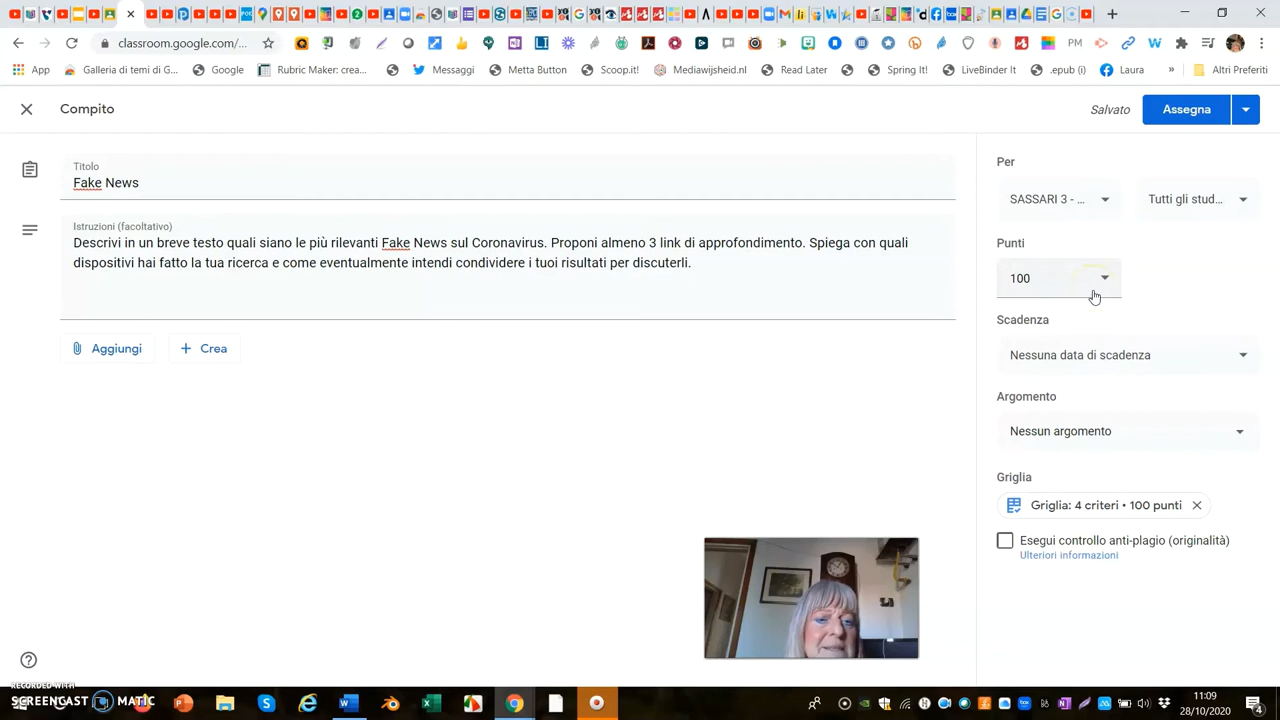 classroom.google.com/...
PM
App
Galleria di temi di G...
Google
Rubric Maker: crea...
Messaggi
Metta Button
Scoop.it!
Mediawijsheid.nl
Read Later
Spring It!
LiveBinder It
.epub (i)
Laura
»
Altri Preferiti
Compito
Salvato
Assegna
Titolo
Fake News
Istruzioni (facoltativo)
Descrivi in un breve testo quali siano le più rilevanti Fake News sul Coronavirus. Proponi almeno 3 link di approfondimento. Spiega con quali
dispositivi hai fatto la tua ricerca e come eventualmente intendi condividere i tuoi risultati per discuterli.
Aggiungi
+ Crea
Per
SASSARI 3 - ...
Tutti gli stud...
Punti
100
Scadenza
Nessuna data di scadenza
Argomento
Nessun argomento
Griglia
Griglia: 4 criteri • 100 punti
Esegui controllo anti-plagio (originalità)
Ulteriori informazioni
RECORDED WITH
SCREENCAST MATIC
11:09
28/10/2020
4